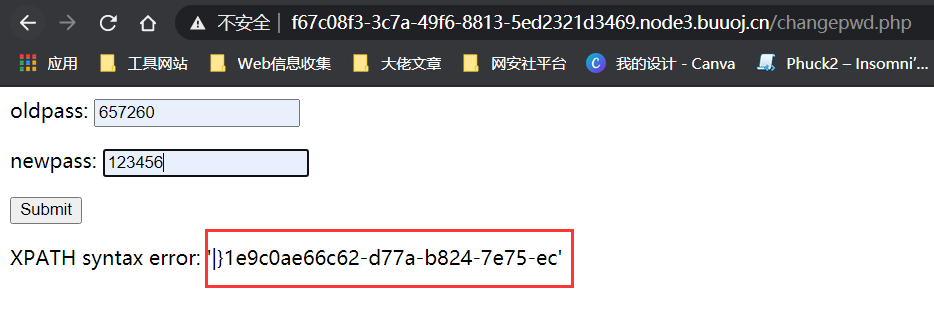 不安全 | f67c08f3-3c7a-49f6-8813-5ed2321d3469.node3.buuoj.cn/changepwd.php
应用 工具网站 Web信息收集 大佬文章 网安社平台 C 我的设计 - Canva Phuck2 – Insomni’...
oldpass: 657260
newpass: 123456
Submit
XPATH syntax error: '|}1e9c0ae66c62-d77a-b824-7e75-ec'